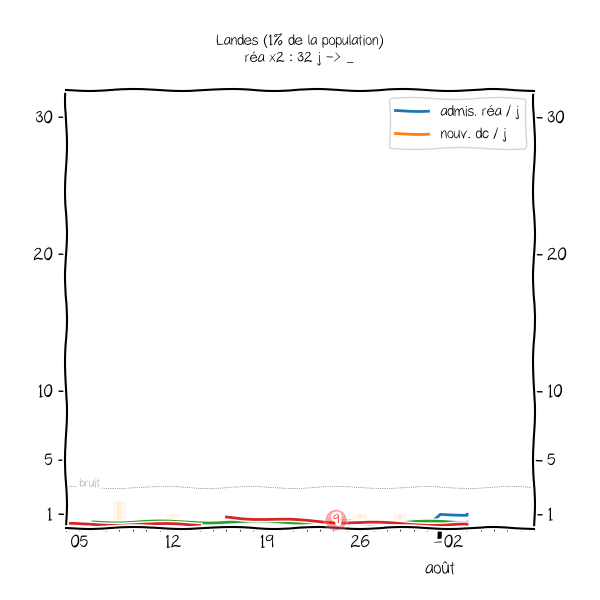 Landes (1% de la population)
réa x2 : 32 j -> _
admis. réa / j
nouv. dc / j
30
30
20
20
10
10
5
5
bruit
1
1
9
05
12
19
26
02
août